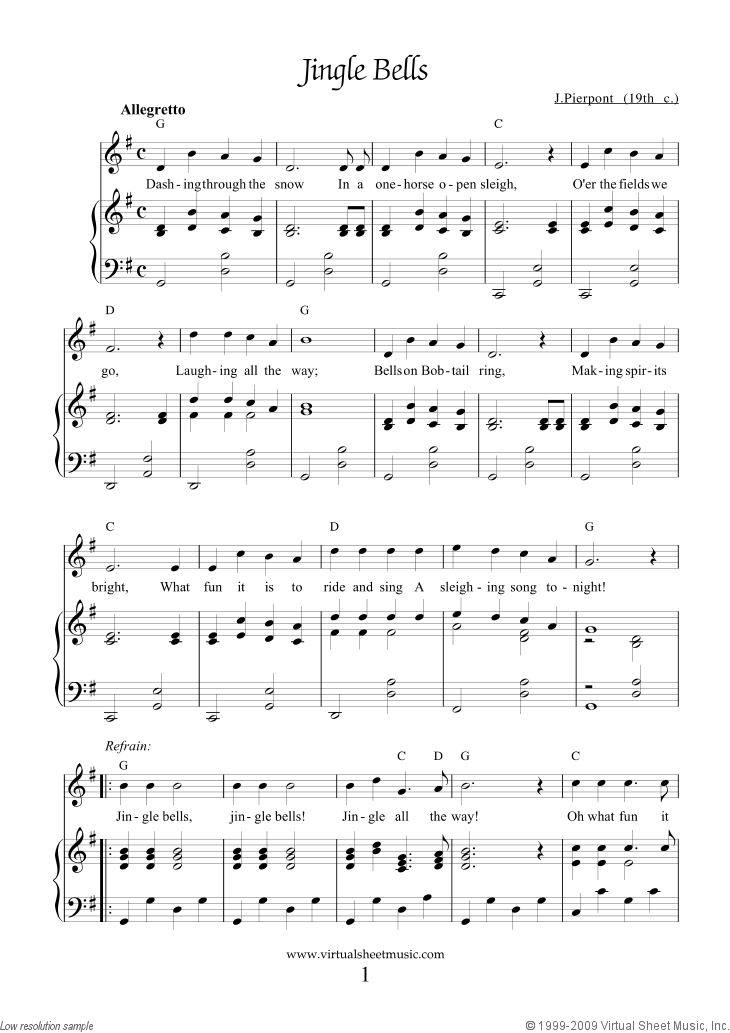 Jingle Bells
J.Pierpont (19th c.)
Allegretto
G C
Dash - ing through the snow In a one - horse o - pen sleigh, O'er the fields we
D G
go, Laugh - ing all the way; Bells on Bob - tail ring, Mak - ing spir - its
C D G
bright, What fun it is to ride and sing A sleigh - ing song to - night!
Refrain:
G C D G C
Jin - gle bells, jin - gle bells! Jin - gle all the way! Oh what fun it
www.virtualsheetmusic.com
1
Low resolution sample
© 1999-2009 Virtual Sheet Music, Inc.